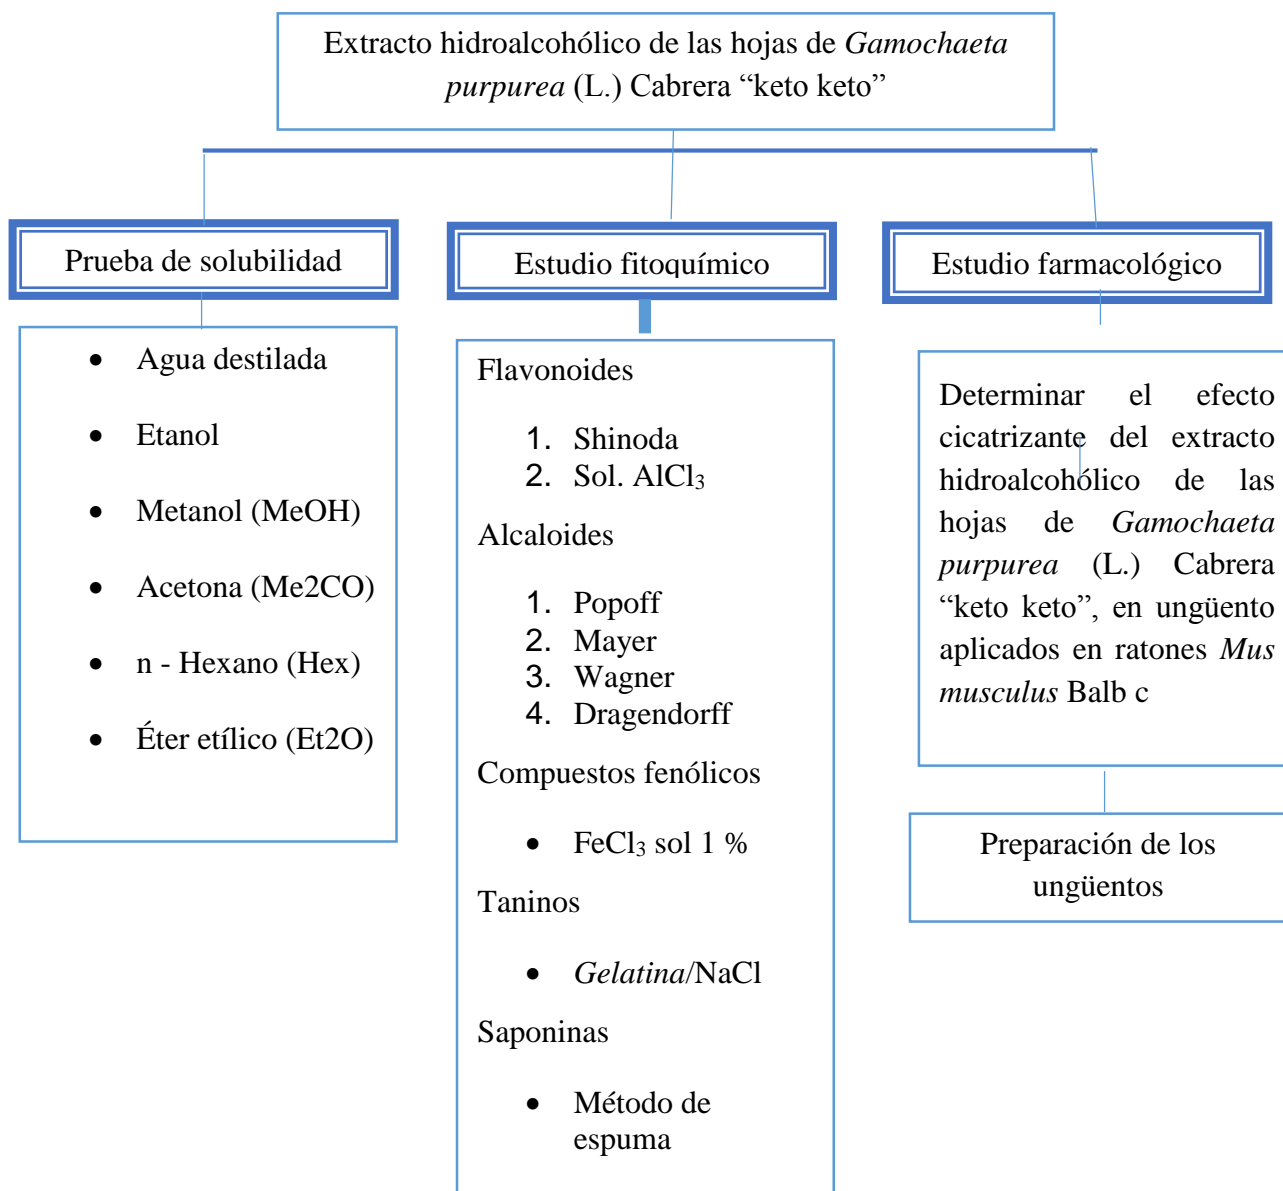 Extracto hidroalcohólico de las hojas de Gamochaeta
purpurea (L.) Cabrera “keto keto”
Prueba de solubilidad
• Agua destilada
• Etanol
• Metanol (MeOH)
• Acetona (Me2CO)
• n - Hexano (Hex)
• Éter etílico (Et2O)
Estudio fitoquímico
Flavonoides
1. Shinoda
2. Sol. AlCl₃
Alcaloides
1. Popoff
2. Mayer
3. Wagner
4. Dragendorff
Compuestos fenólicos
• FeCl₃ sol 1 %
Taninos
• Gelatina/NaCl
Saponinas
• Método de
espuma
Estudio farmacológico
Determinar el efecto
cicatrizante del extracto
hidroalcohólico de las
hojas de Gamochaeta
purpurea (L.) Cabrera
“keto keto”, en ungüento
aplicados en ratones Mus
musculus Balb c
Preparación de los
ungüentos